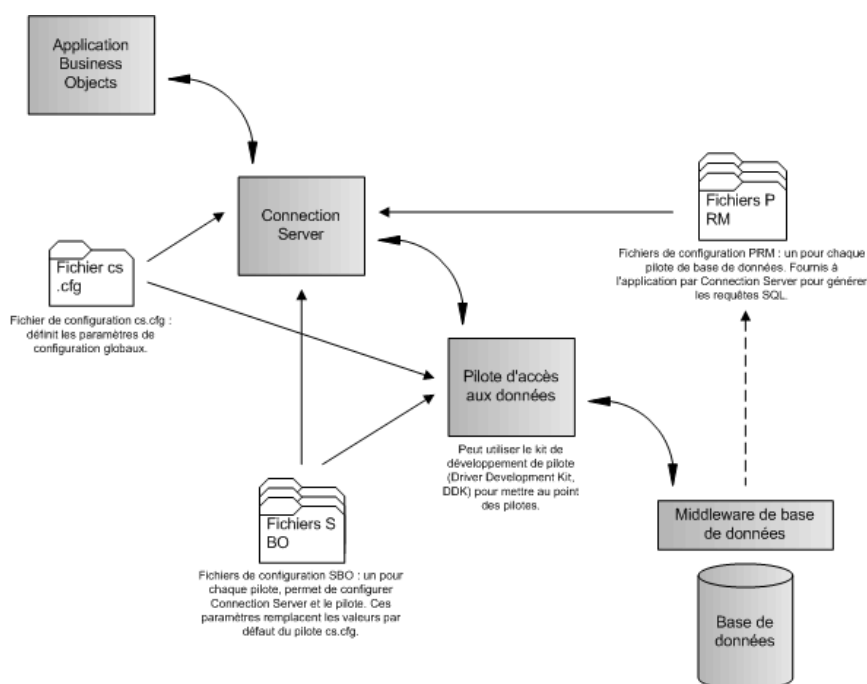 Application
Business
Objects
Connection
Server
Fichiers P
RM
Fichiers de configuration PRM : un pour chaque
pilote de base de données. Fournis à
l'application par Connection Server pour générer
les requêtes SQL.
Fichier cs
.cfg
Fichier de configuration cs.cfg :
définit les paramètres de
configuration globaux.
Pilote d'accès
aux données
Peut utiliser le kit de
développement de pilote
(Driver Development Kit,
DDK) pour mettre au point
des pilotes.
Fichiers S
BO
Fichiers de configuration SBO : un pour
chaque pilote, permet de configurer
Connection Server et le pilote. Ces
paramètres remplacent les valeurs par
défaut du pilote cs.cfg.
Middleware de base
de données
Base de
données